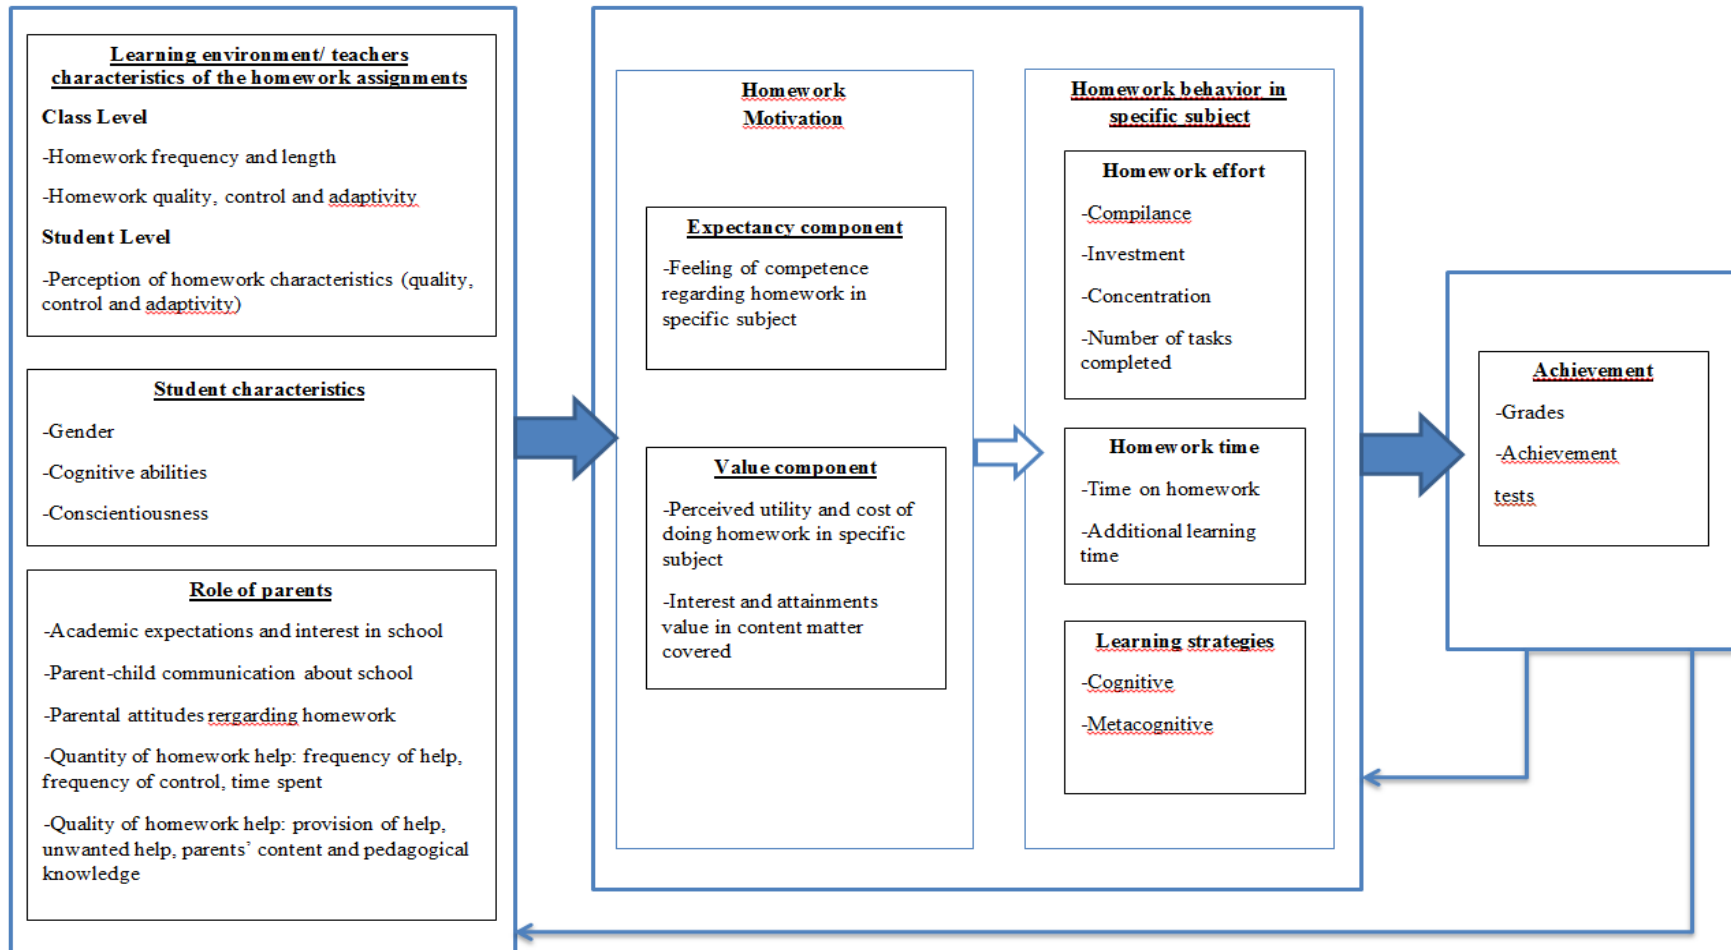 Learning environment/ teachers
characteristics of the homework assignments
Class Level
-Homework frequency and length
-Homework quality, control and adaptivity
Student Level
-Perception of homework characteristics (quality,
control and adaptivity)
Student characteristics
-Gender
-Cognitive abilities
-Conscientiousness
Role of parents
-Academic expectations and interest in school
-Parent-child communication about school
-Parental attitudes rergarding homework
-Quantity of homework help: frequency of help,
frequency of control, time spent
-Quality of homework help: provision of help,
unwanted help, parents’ content and pedagogical
knowledge
Homework
Motivation
Expectancy component
-Feeling of competence
regarding homework in
specific subject
Value component
-Perceived utility and cost of
doing homework in specific
subject
-Interest and attainments
value in content matter
covered
Homework behavior in
specific subject
Homework effort
-Compilance
-Investment
-Concentration
-Number of tasks
completed
Homework time
-Time on homework
-Additional learning
time
Learning strategies
-Cognitive
-Metacognitive
Achievement
-Grades
-Achievement
tests